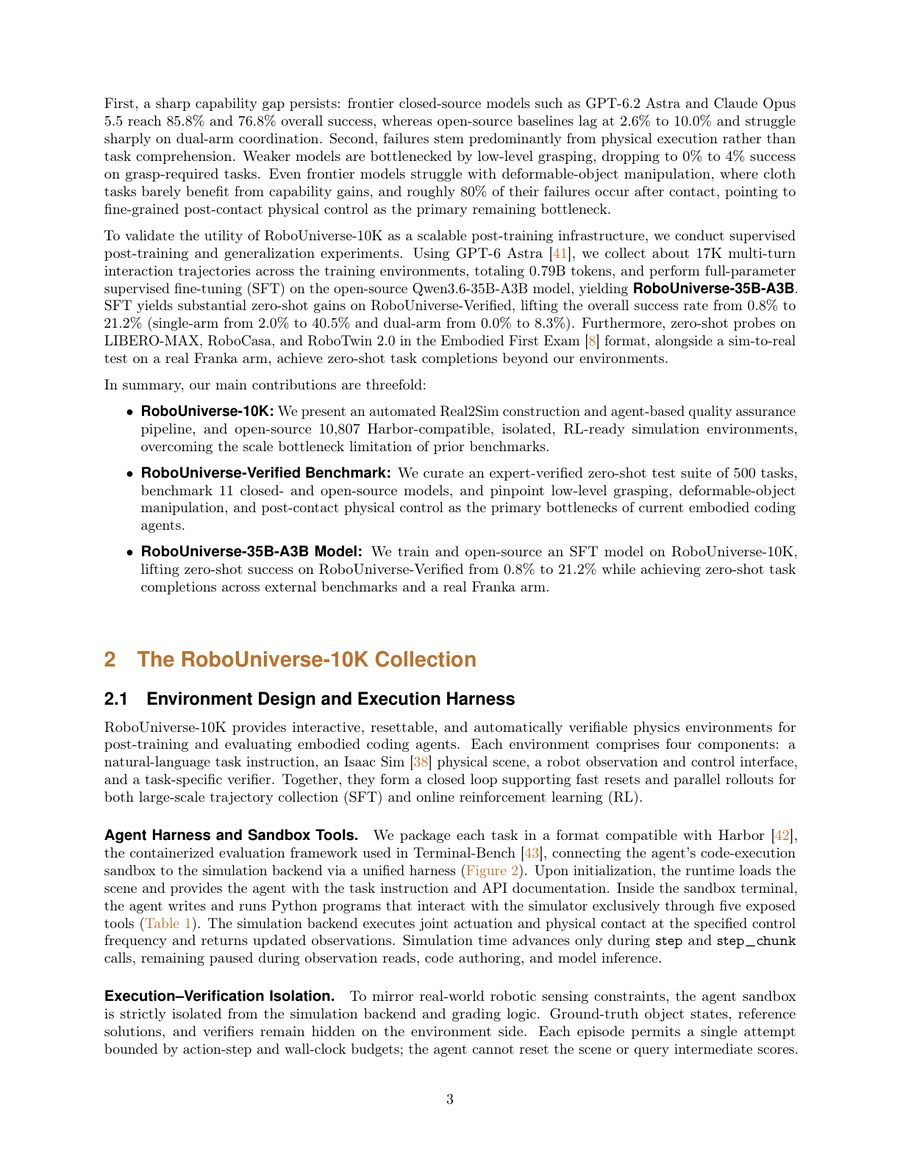 First, a sharp capability gap persists: frontier closed-source models such as GPT-6.2 Astra and Claude Opus
5.5 reach 85.8% and 76.8% overall success, whereas open-source baselines lag at 2.6% to 10.0% and struggle
sharply on dual-arm coordination. Second, failures stem predominantly from physical execution rather than
task comprehension. Weaker models are bottlenecked by low-level grasping, dropping to 0% to 4% success
on grasp-required tasks. Even frontier models struggle with deformable-object manipulation, where cloth
tasks barely benefit from capability gains, and roughly 80% of their failures occur after contact, pointing to
fine-grained post-contact physical control as the primary remaining bottleneck.
To validate the utility of RoboUniverse-10K as a scalable post-training infrastructure, we conduct supervised
post-training and generalization experiments. Using GPT-6 Astra [41], we collect about 17K multi-turn
interaction trajectories across the training environments, totaling 0.79B tokens, and perform full-parameter
supervised fine-tuning (SFT) on the open-source Qwen3.6-35B-A3B model, yielding RoboUniverse-35B-A3B.
SFT yields substantial zero-shot gains on RoboUniverse-Verified, lifting the overall success rate from 0.8% to
21.2% (single-arm from 2.0% to 40.5% and dual-arm from 0.0% to 8.3%). Furthermore, zero-shot probes on
LIBERO-MAX, RoboCasa, and RoboTwin 2.0 in the Embodied First Exam [8] format, alongside a sim-to-real
test on a real Franka arm, achieve zero-shot task completions beyond our environments.
In summary, our main contributions are threefold:
• RoboUniverse-10K: We present an automated Real2Sim construction and agent-based quality assurance
pipeline, and open-source 10,807 Harbor-compatible, isolated, RL-ready simulation environments,
overcoming the scale bottleneck limitation of prior benchmarks.
• RoboUniverse-Verified Benchmark: We curate an expert-verified zero-shot test suite of 500 tasks,
benchmark 11 closed- and open-source models, and pinpoint low-level grasping, deformable-object
manipulation, and post-contact physical control as the primary bottlenecks of current embodied coding
agents.
• RoboUniverse-35B-A3B Model: We train and open-source an SFT model on RoboUniverse-10K,
lifting zero-shot success on RoboUniverse-Verified from 0.8% to 21.2% while achieving zero-shot task
completions across external benchmarks and a real Franka arm.
2 The RoboUniverse-10K Collection
2.1 Environment Design and Execution Harness
RoboUniverse-10K provides interactive, resettable, and automatically verifiable physics environments for
post-training and evaluating embodied coding agents. Each environment comprises four components: a
natural-language task instruction, an Isaac Sim [38] physical scene, a robot observation and control interface,
and a task-specific verifier. Together, they form a closed loop supporting fast resets and parallel rollouts for
both large-scale trajectory collection (SFT) and online reinforcement learning (RL).
Agent Harness and Sandbox Tools. We package each task in a format compatible with Harbor [42],
the containerized evaluation framework used in Terminal-Bench [43], connecting the agent's code-execution
sandbox to the simulation backend via a unified harness (Figure 2). Upon initialization, the runtime loads the
scene and provides the agent with the task instruction and API documentation. Inside the sandbox terminal,
the agent writes and runs Python programs that interact with the simulator exclusively through five exposed
tools (Table 1). The simulation backend executes joint actuation and physical contact at the specified control
frequency and returns updated observations. Simulation time advances only during step and step_chunk
calls, remaining paused during observation reads, code authoring, and model inference.
Execution–Verification Isolation. To mirror real-world robotic sensing constraints, the agent sandbox
is strictly isolated from the simulation backend and grading logic. Ground-truth object states, reference
solutions, and verifiers remain hidden on the environment side. Each episode permits a single attempt
bounded by action-step and wall-clock budgets; the agent cannot reset the scene or query intermediate scores.
3